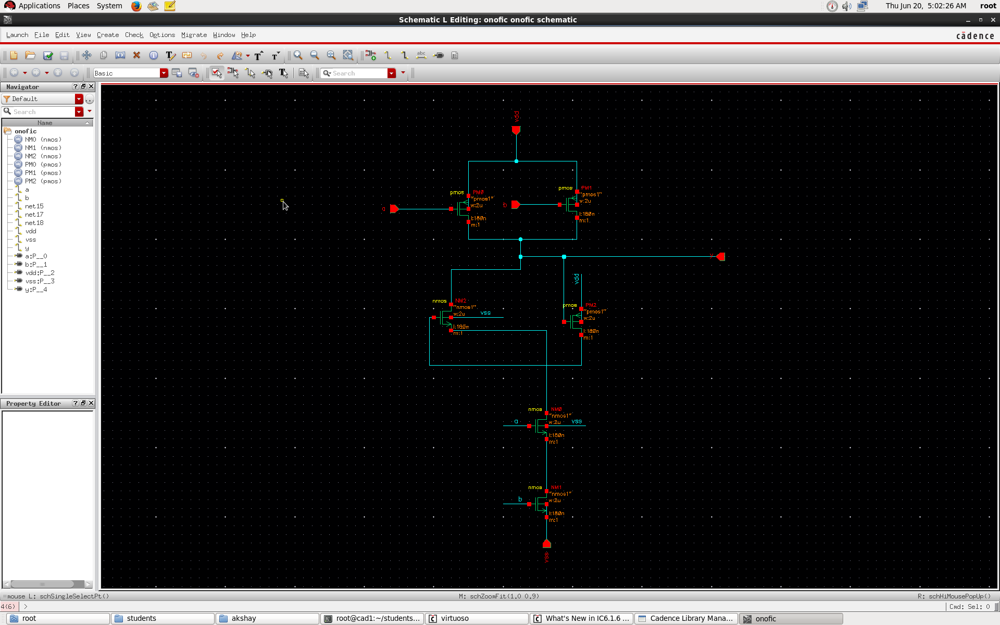 Applications Places System
Thu Jun 20, 5:02:26 AM root
Schematic L Editing: onofic onofic schematic
Launch File Edit View Create Check Options Migrate Window Help
cādence
abc
Basic
Search
Navigator
Default
Search
Name
onofic
NM0 (nmos)
NM1 (nmos)
NM2 (nmos)
PM0 (pmos)
PM1 (pmos)
PM2 (pmos)
a
b
net15
net17
net18
vdd
vss
y
a:P__0
b:P__1
vdd:P__2
vss:P__3
y:P__4
Property Editor
vdd
pmos PM0
"pmos1"
w:2u
l:180n
m:1
a
pmos PM1
"pmos1"
w:2u
l:180n
m:1
b
y
nmos NM2
"nmos1"
w:2u
vss
l:180n
m:1
vdd
pmos PM2
"pmos1"
w:2u
l:180n
m:1
nmos NM0
"nmos1"
a
w:2u
vss
l:180n
m:1
nmos NM1
"nmos1"
b
w:2u
l:180n
m:1
vss
mouse L: schSingleSelectPt()
M: schZoomFit(1.0 0.9)
R: schHiMousePopUp()
4(6) >
Cmd: Sel: 0
root
students
akshay
root@cad1:~/students...
virtuoso
What's New in IC6.1.6 ...
Cadence Library Mana...
onofic